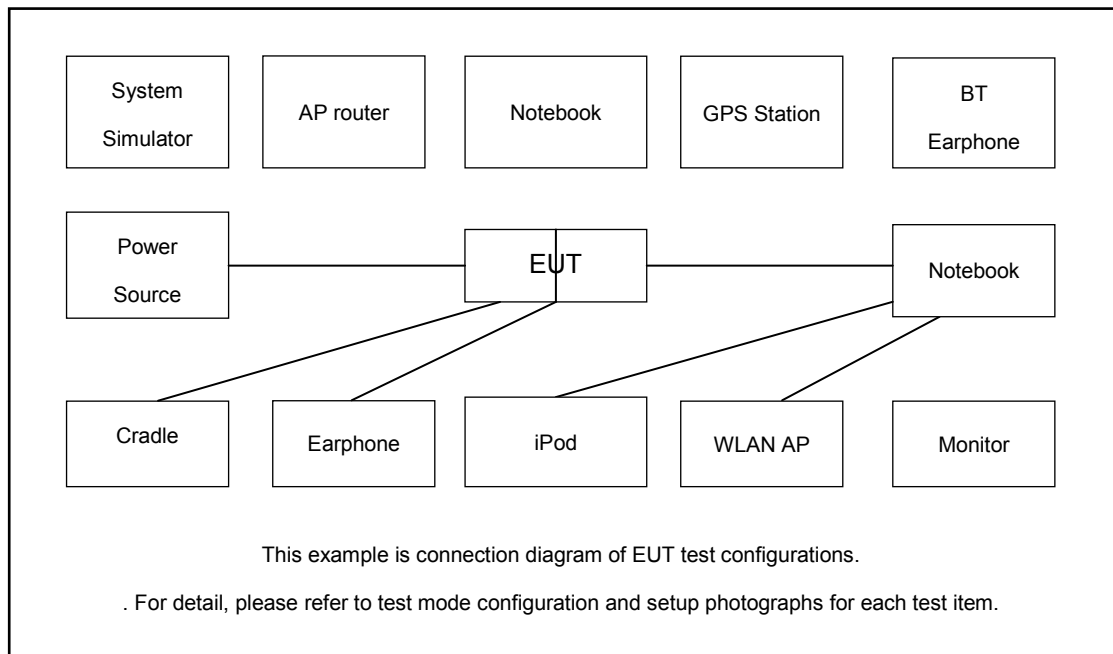 System
Simulator
AP router
Notebook
GPS Station
BT
Earphone
Power
Source
EUT
Notebook
Cradle
Earphone
iPod
WLAN AP
Monitor
This example is connection diagram of EUT test configurations.
. For detail, please refer to test mode configuration and setup photographs for each test item.